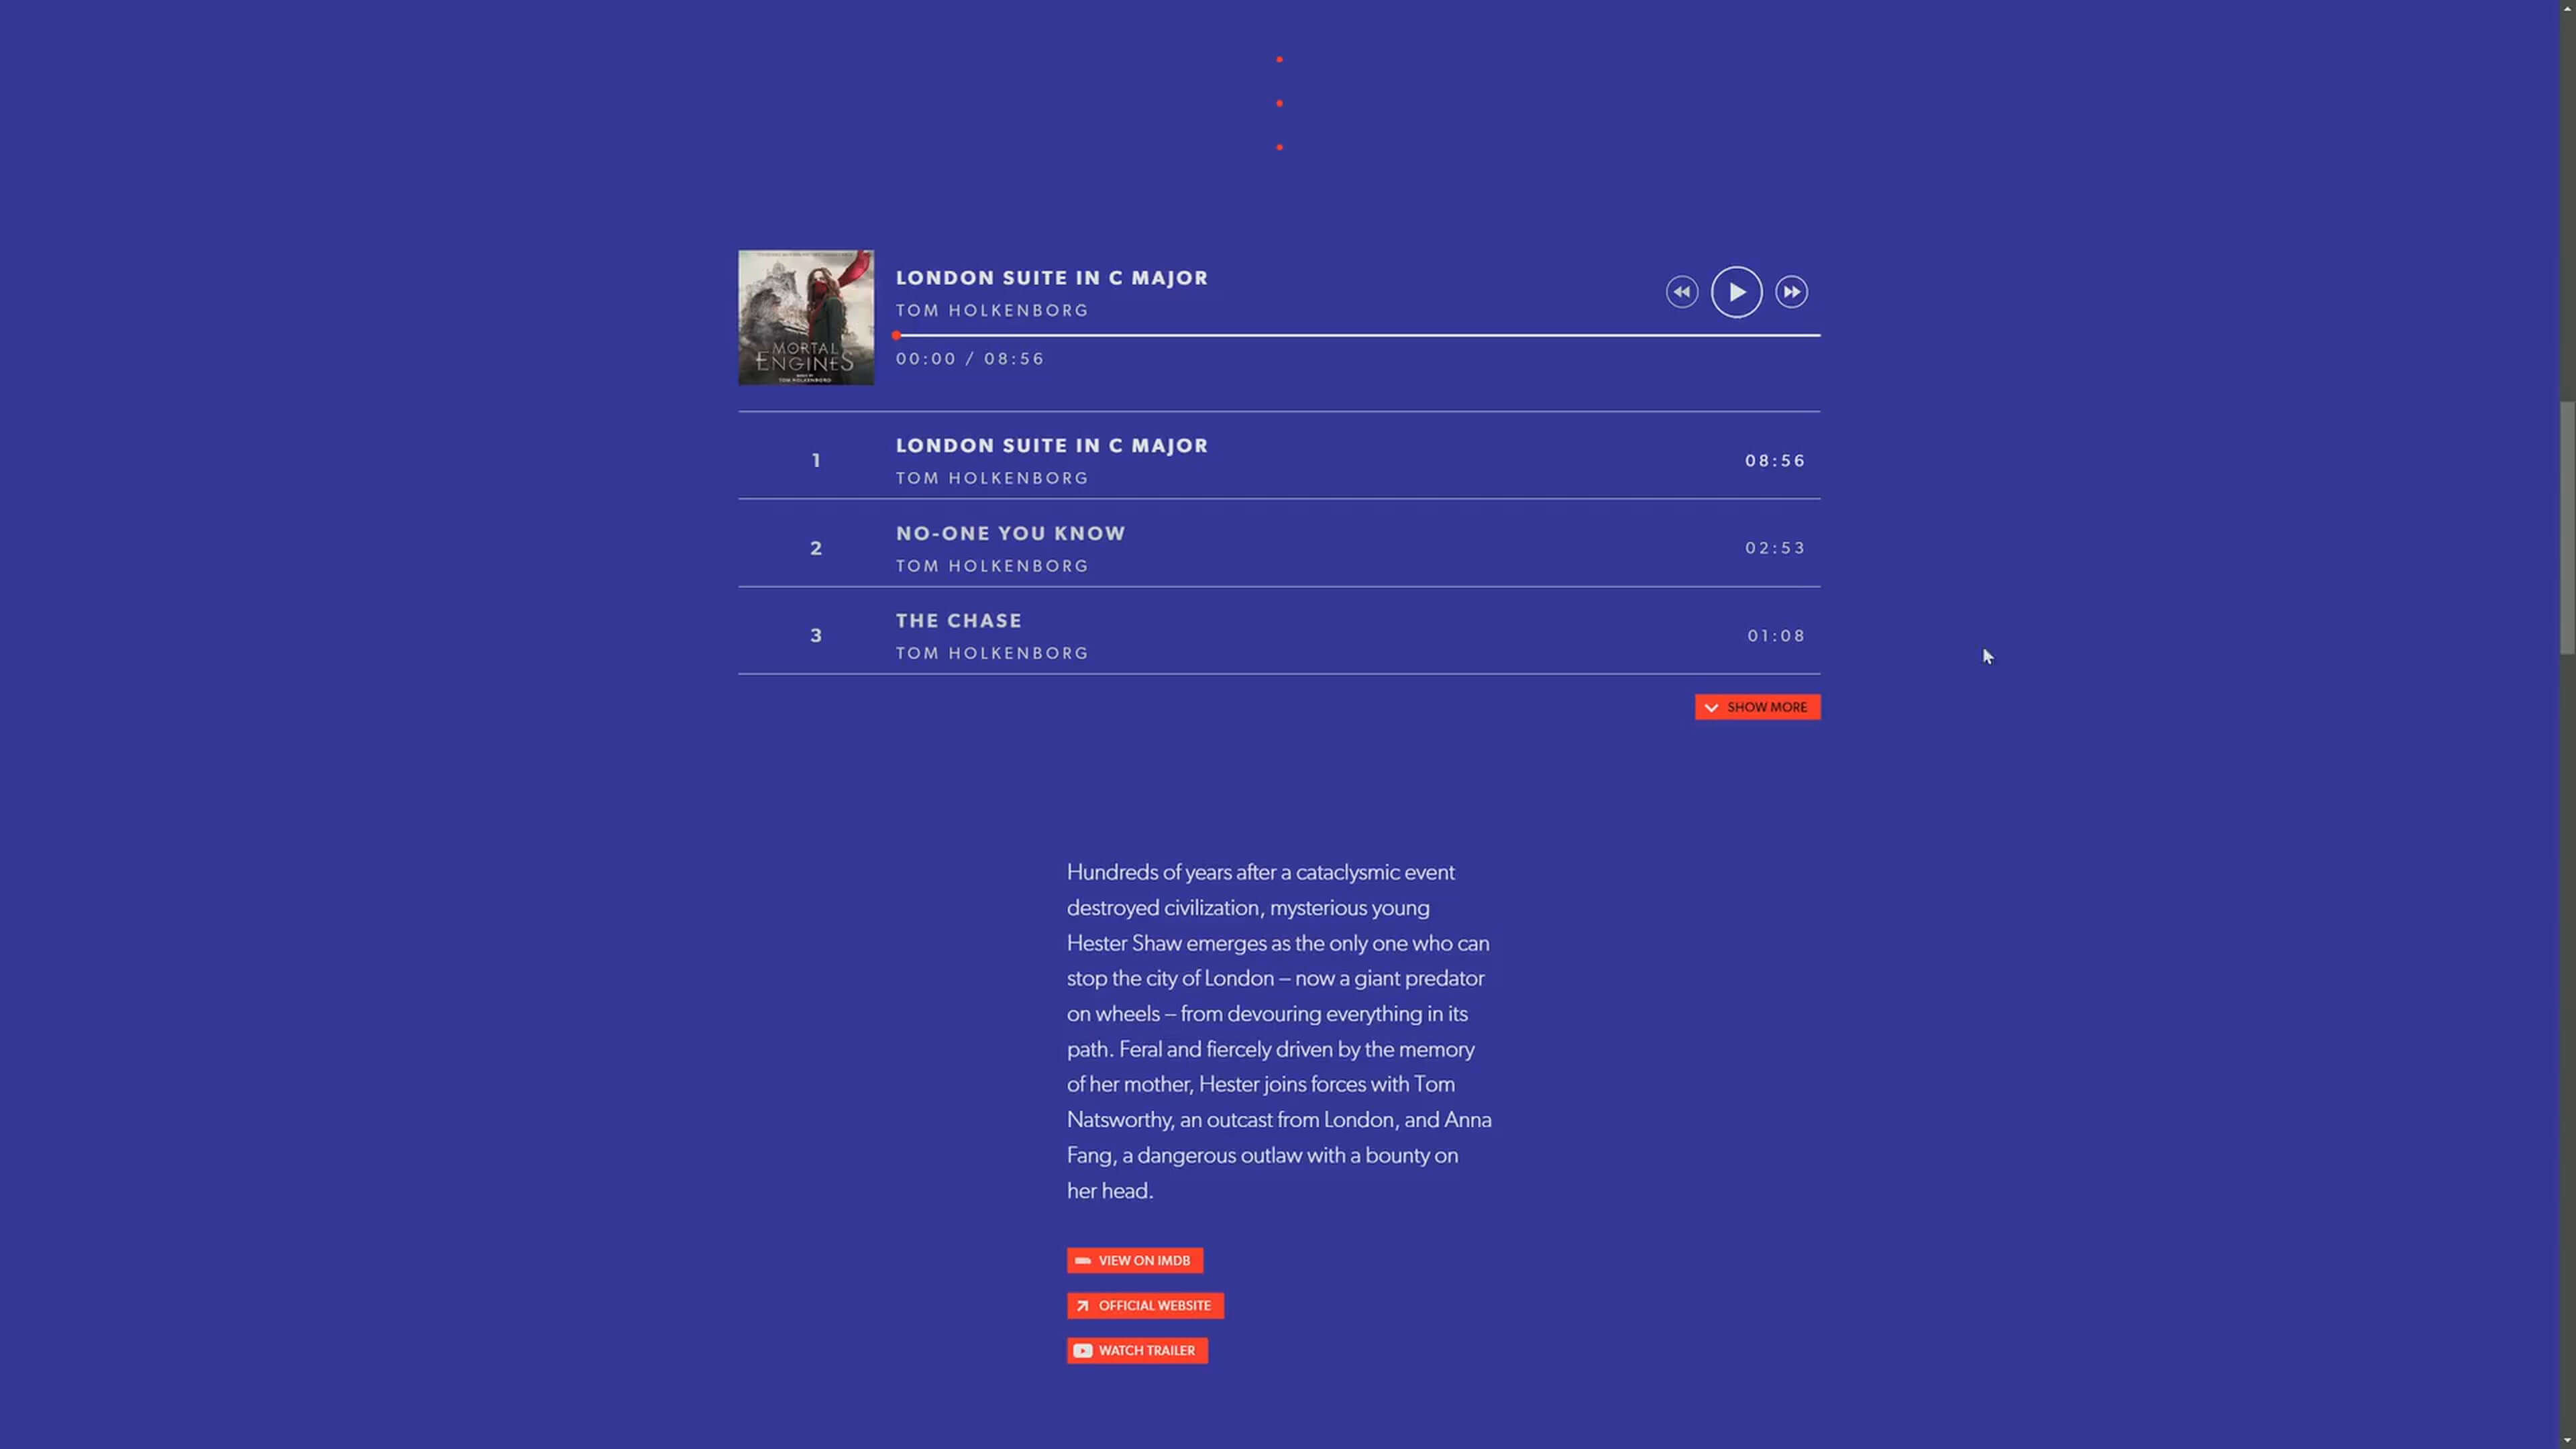 MORTAL
ENGINES
MUSIC BY
TOM HOLKENBORG
LONDON SUITE IN C MAJOR
TOM HOLKENBORG
00:00 / 08:56
1
LONDON SUITE IN C MAJOR
TOM HOLKENBORG
08:56
2
NO-ONE YOU KNOW
TOM HOLKENBORG
02:53
3
THE CHASE
TOM HOLKENBORG
01:08
SHOW MORE
Hundreds of years after a cataclysmic event
destroyed civilization, mysterious young
Hester Shaw emerges as the only one who can
stop the city of London – now a giant predator
on wheels – from devouring everything in its
path. Feral and fiercely driven by the memory
of her mother, Hester joins forces with Tom
Natsworthy, an outcast from London, and Anna
Fang, a dangerous outlaw with a bounty on
her head.
VIEW ON IMDB
OFFICIAL WEBSITE
WATCH TRAILER